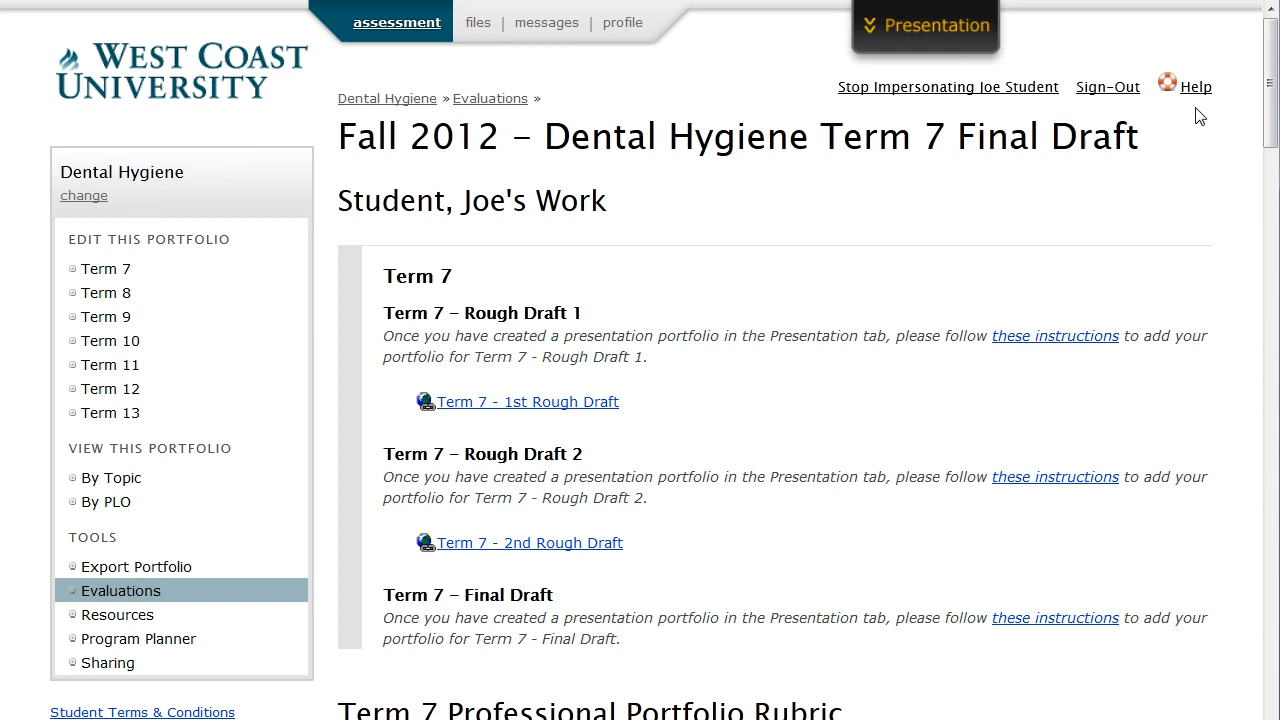 assessment files | messages | profile
Presentation
WEST COAST
UNIVERSITY
Stop Impersonating Joe Student Sign-Out Help
Dental Hygiene » Evaluations »
Fall 2012 - Dental Hygiene Term 7 Final Draft
Student, Joe's Work
Dental Hygiene
change
EDIT THIS PORTFOLIO
Term 7
Term 8
Term 9
Term 10
Term 11
Term 12
Term 13
VIEW THIS PORTFOLIO
By Topic
By PLO
TOOLS
Export Portfolio
Evaluations
Resources
Program Planner
Sharing
Student Terms & Conditions
Term 7
Term 7 - Rough Draft 1
Once you have created a presentation portfolio in the Presentation tab, please follow these instructions to add your
portfolio for Term 7 - Rough Draft 1.
Term 7 - 1st Rough Draft
Term 7 - Rough Draft 2
Once you have created a presentation portfolio in the Presentation tab, please follow these instructions to add your
portfolio for Term 7 - Rough Draft 2.
Term 7 - 2nd Rough Draft
Term 7 - Final Draft
Once you have created a presentation portfolio in the Presentation tab, please follow these instructions to add your
portfolio for Term 7 - Final Draft.
Term 7 Professional Portfolio Rubric